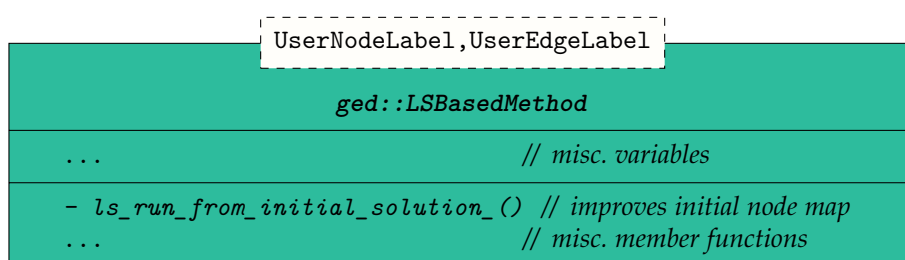 UserNodeLabel,UserEdgeLabel
ged::LSBasedMethod
... // misc. variables
- ls_run_from_initial_solution_() // improves initial node map
... // misc. member functions